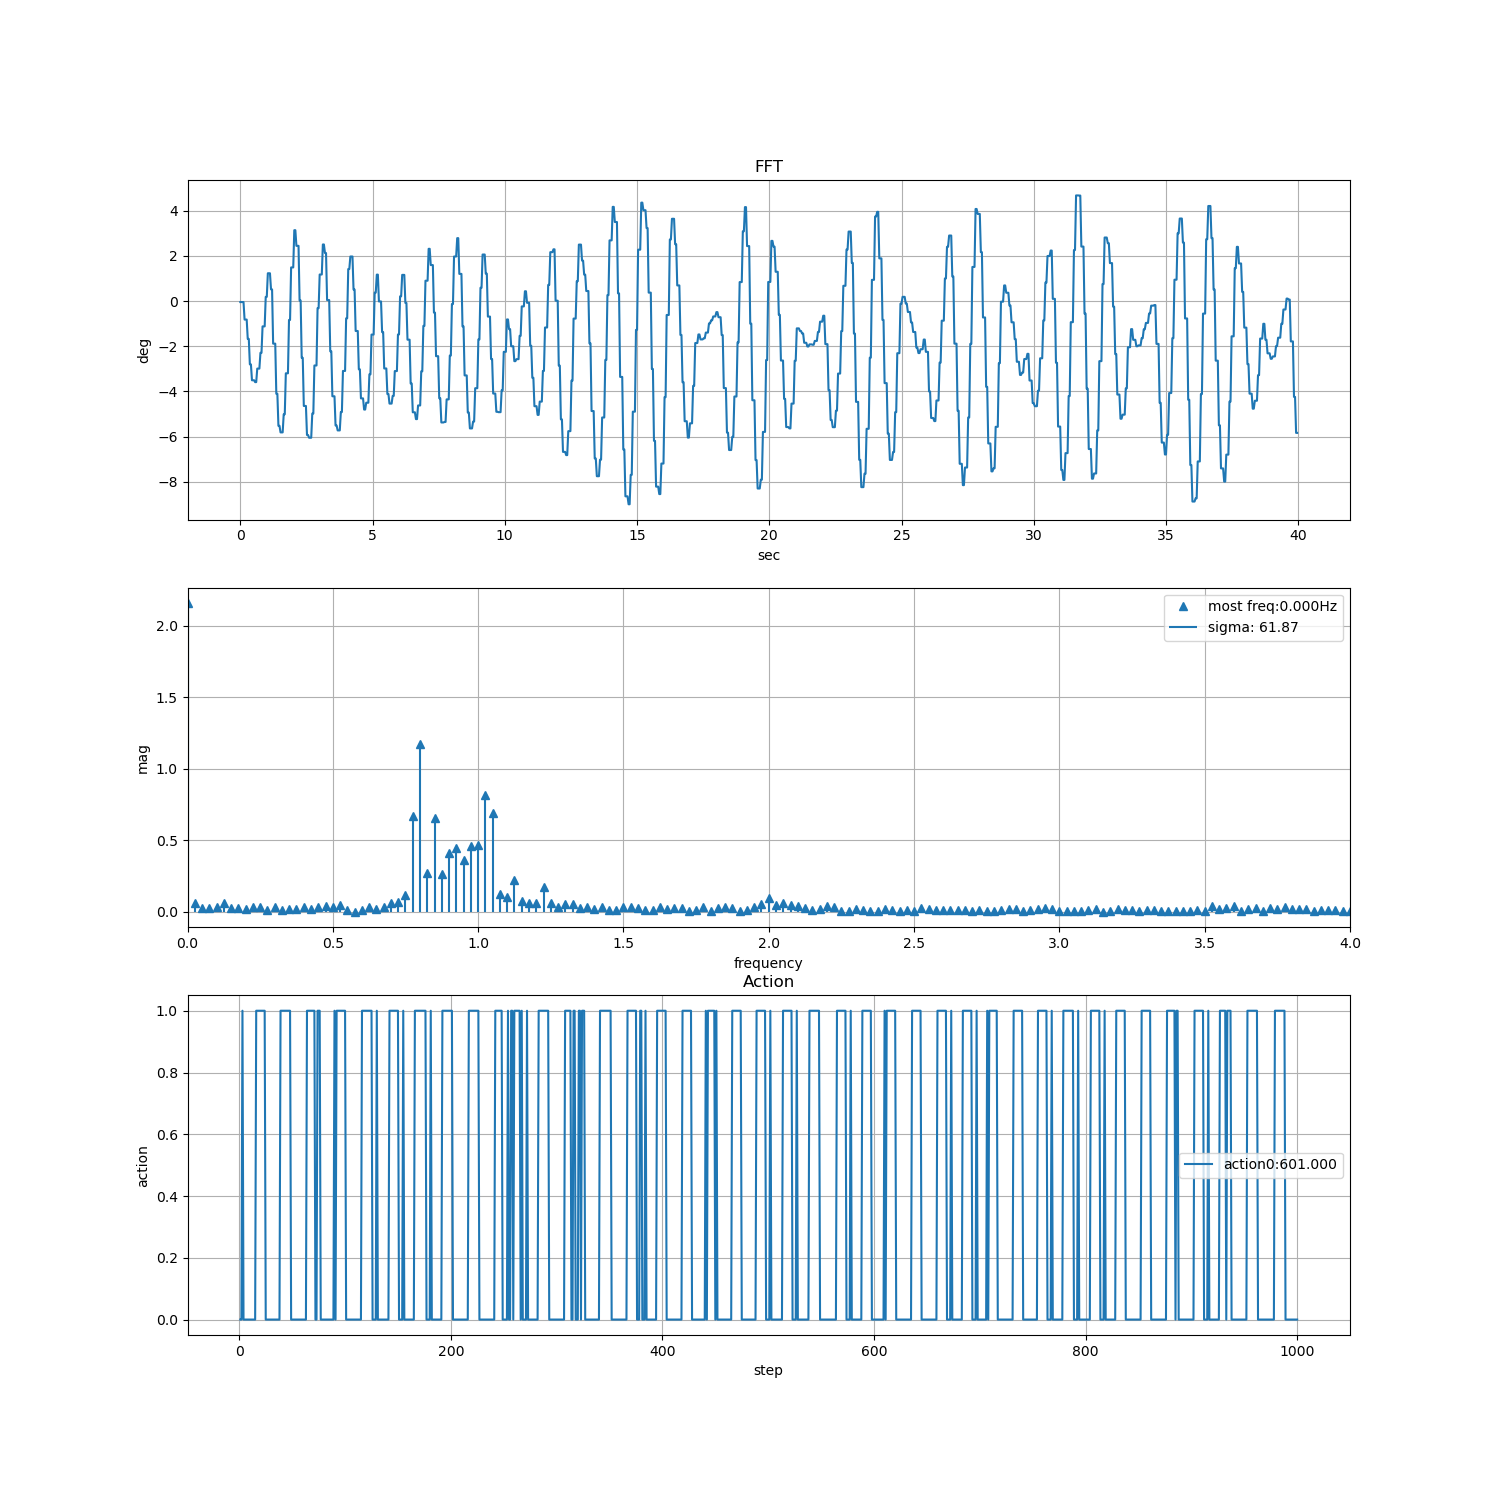 FFT
4
2
0
−2
−4
−6
−8
deg
0 5 10 15 20 25 30 35 40
sec
most freq:0.000Hz
sigma: 61.87
2.0
1.5
1.0
0.5
0.0
mag
0.0 0.5 1.0 1.5 2.0 2.5 3.0 3.5 4.0
frequency
Action
1.0
0.8
0.6
0.4
0.2
0.0
action
action0:601.000
0 200 400 600 800 1000
step